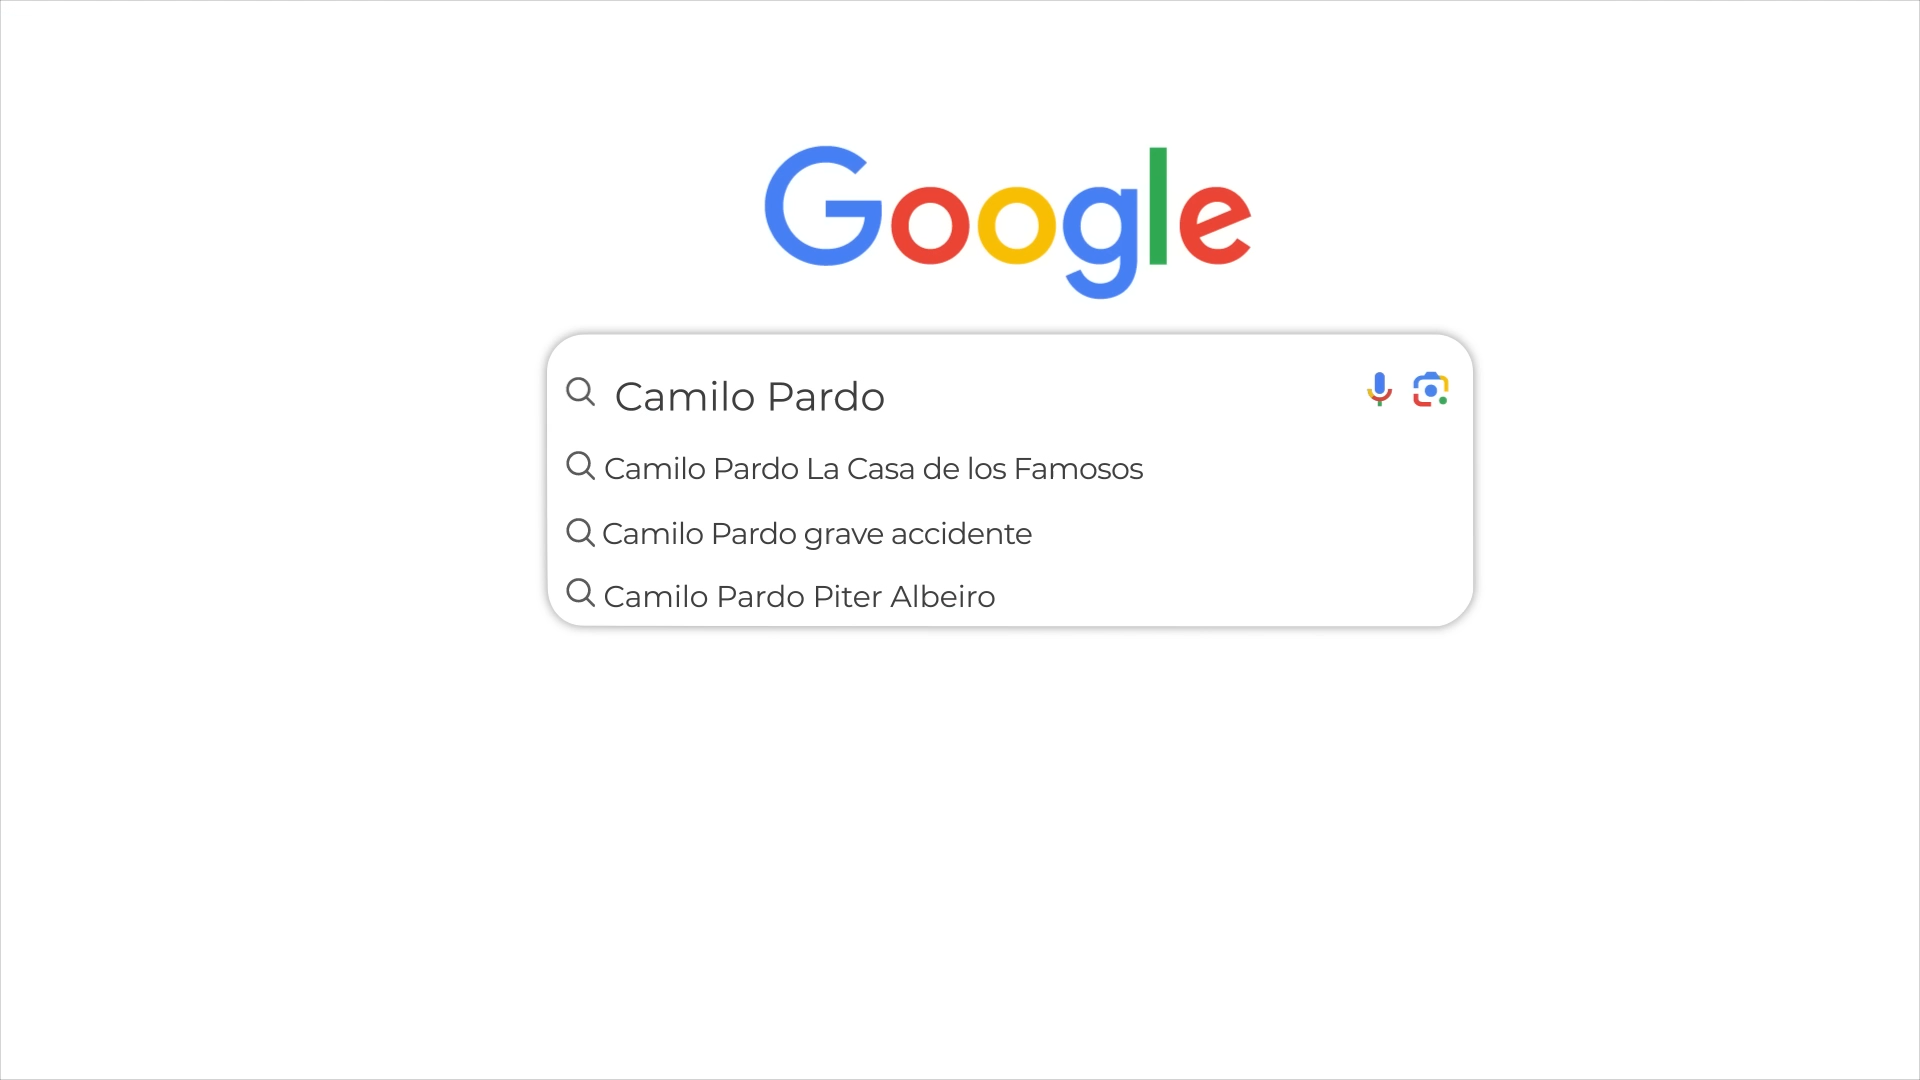 Google
Camilo Pardo
Camilo Pardo La Casa de los Famosos
Camilo Pardo grave accidente
Camilo Pardo Piter Albeiro